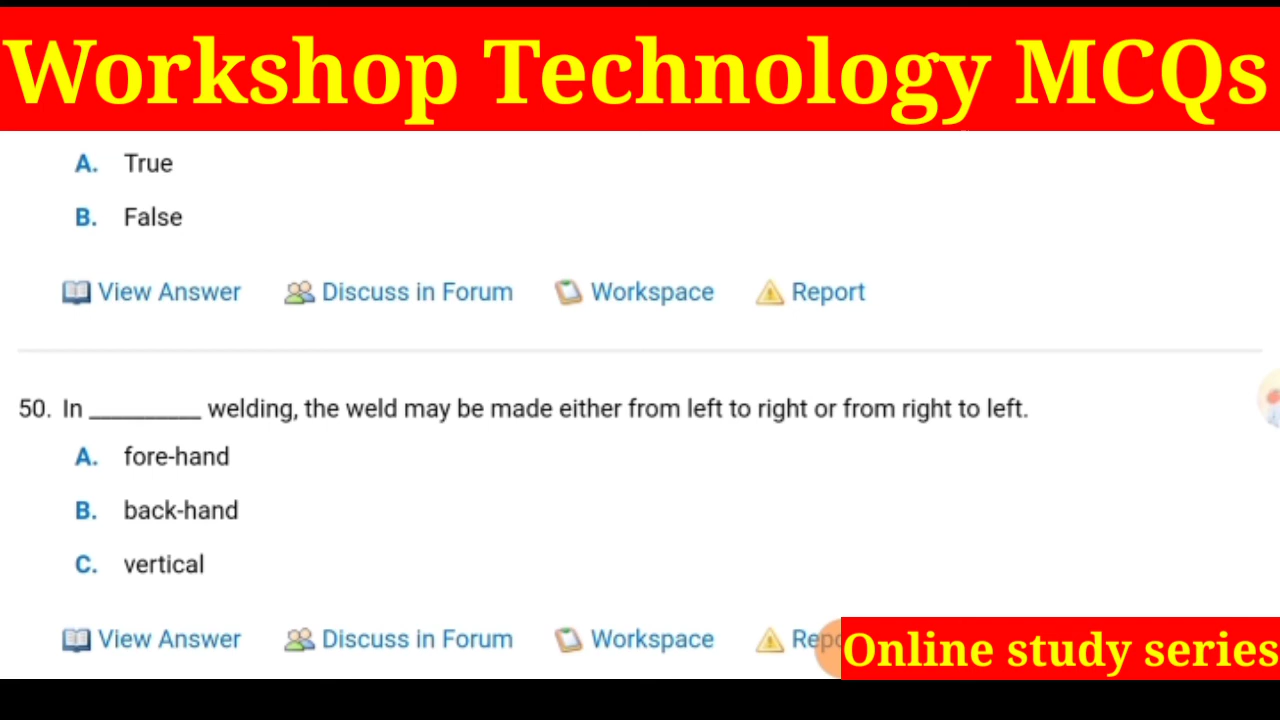 Workshop Technology MCQs
A. True
B. False
View Answer Discuss in Forum Workspace Report
50. In __________ welding, the weld may be made either from left to right or from right to left.
A. fore-hand
B. back-hand
C. vertical
View Answer Discuss in Forum Workspace
Online study series